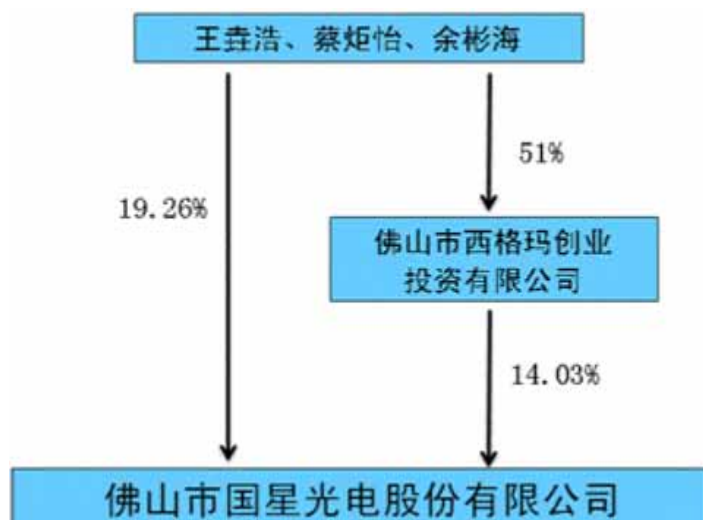 王垚浩、蔡炬怡、余彬海
51%
19.26%
佛山市西格玛创业
投资有限公司
14.03%
佛山市国星光电股份有限公司